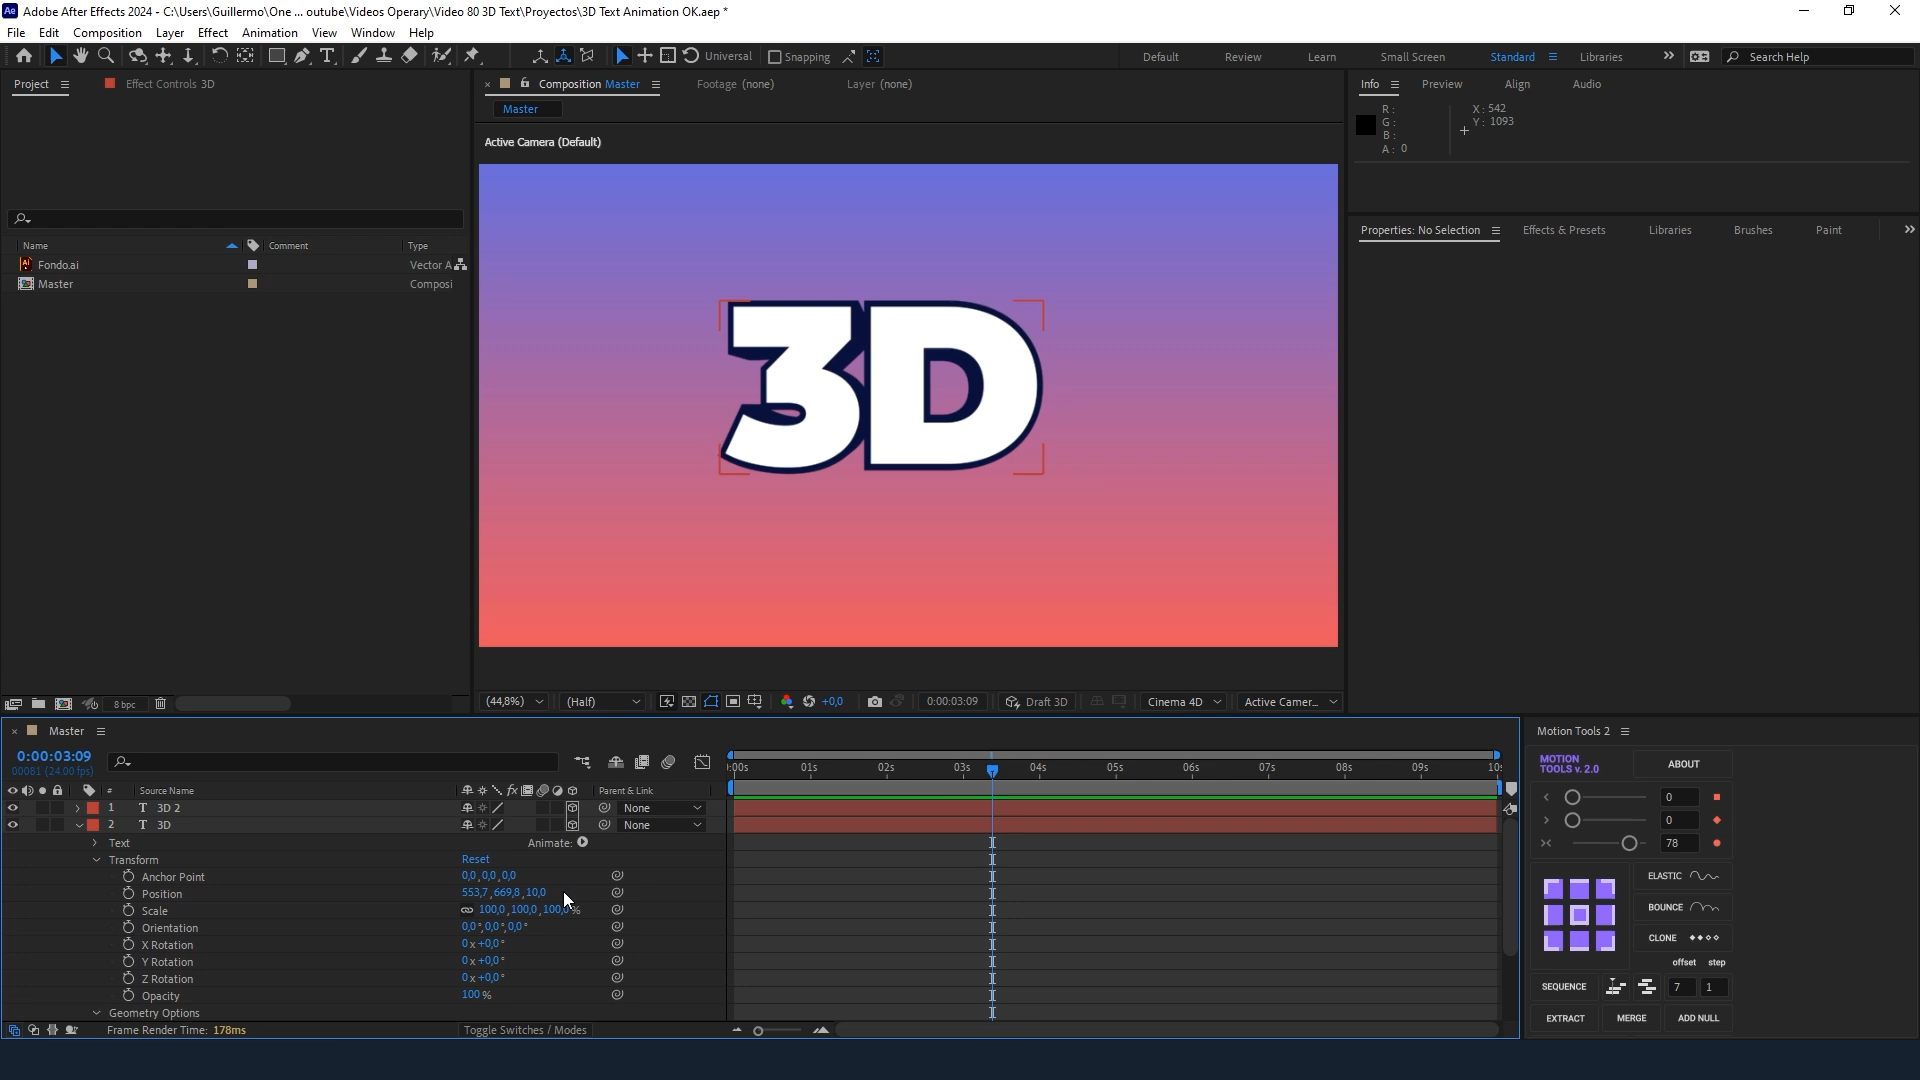 Ae Adobe After Effects 2024 - C:\Users\Guillermo\One ... outube\Videos Operary\Video 80 3D Text\Proyectos\3D Text Animation OK.aep *
File Edit Composition Layer Effect Animation View Window Help
Universal Snapping Default Review Learn Small Screen Standard Libraries Search Help
Project Effect Controls 3D
Composition Master Footage (none) Layer (none)
Info Preview Align Audio
Master
R: X: 542
G: Y: 1093
B:
A: 0
Active Camera (Default)
Properties: No Selection Effects & Presets Libraries Brushes Paint
Name Comment Type
Fondo.ai Vector A
Master Composi
3D
8 bpc
(44,8%) (Half) +0,0 0:00:03:09 Draft 3D Cinema 4D Active Camer...
Master
0:00:03:09
00081 (24.00 fps)
:00s 01s 02s 03s 04s 05s 06s 07s 08s 09s 10s
# Source Name fx Parent & Link
1 T 3D 2 None
2 T 3D None
Text Animate:
Transform Reset
Anchor Point 0,0,0,0,0,0
Position 553,7,669,8,10,0
Scale 100,0,100,0,100,0%
Orientation 0,0°,0,0°,0,0°
X Rotation 0x+0,0°
Y Rotation 0x+0,0°
Z Rotation 0x+0,0°
Opacity 100%
Geometry Options
Frame Render Time: 178ms Toggle Switches / Modes
Motion Tools 2
MOTION TOOLS v. 2.0 ABOUT
0
0
78
ELASTIC
BOUNCE
CLONE
offset step
SEQUENCE 7 1
EXTRACT MERGE ADD NULL